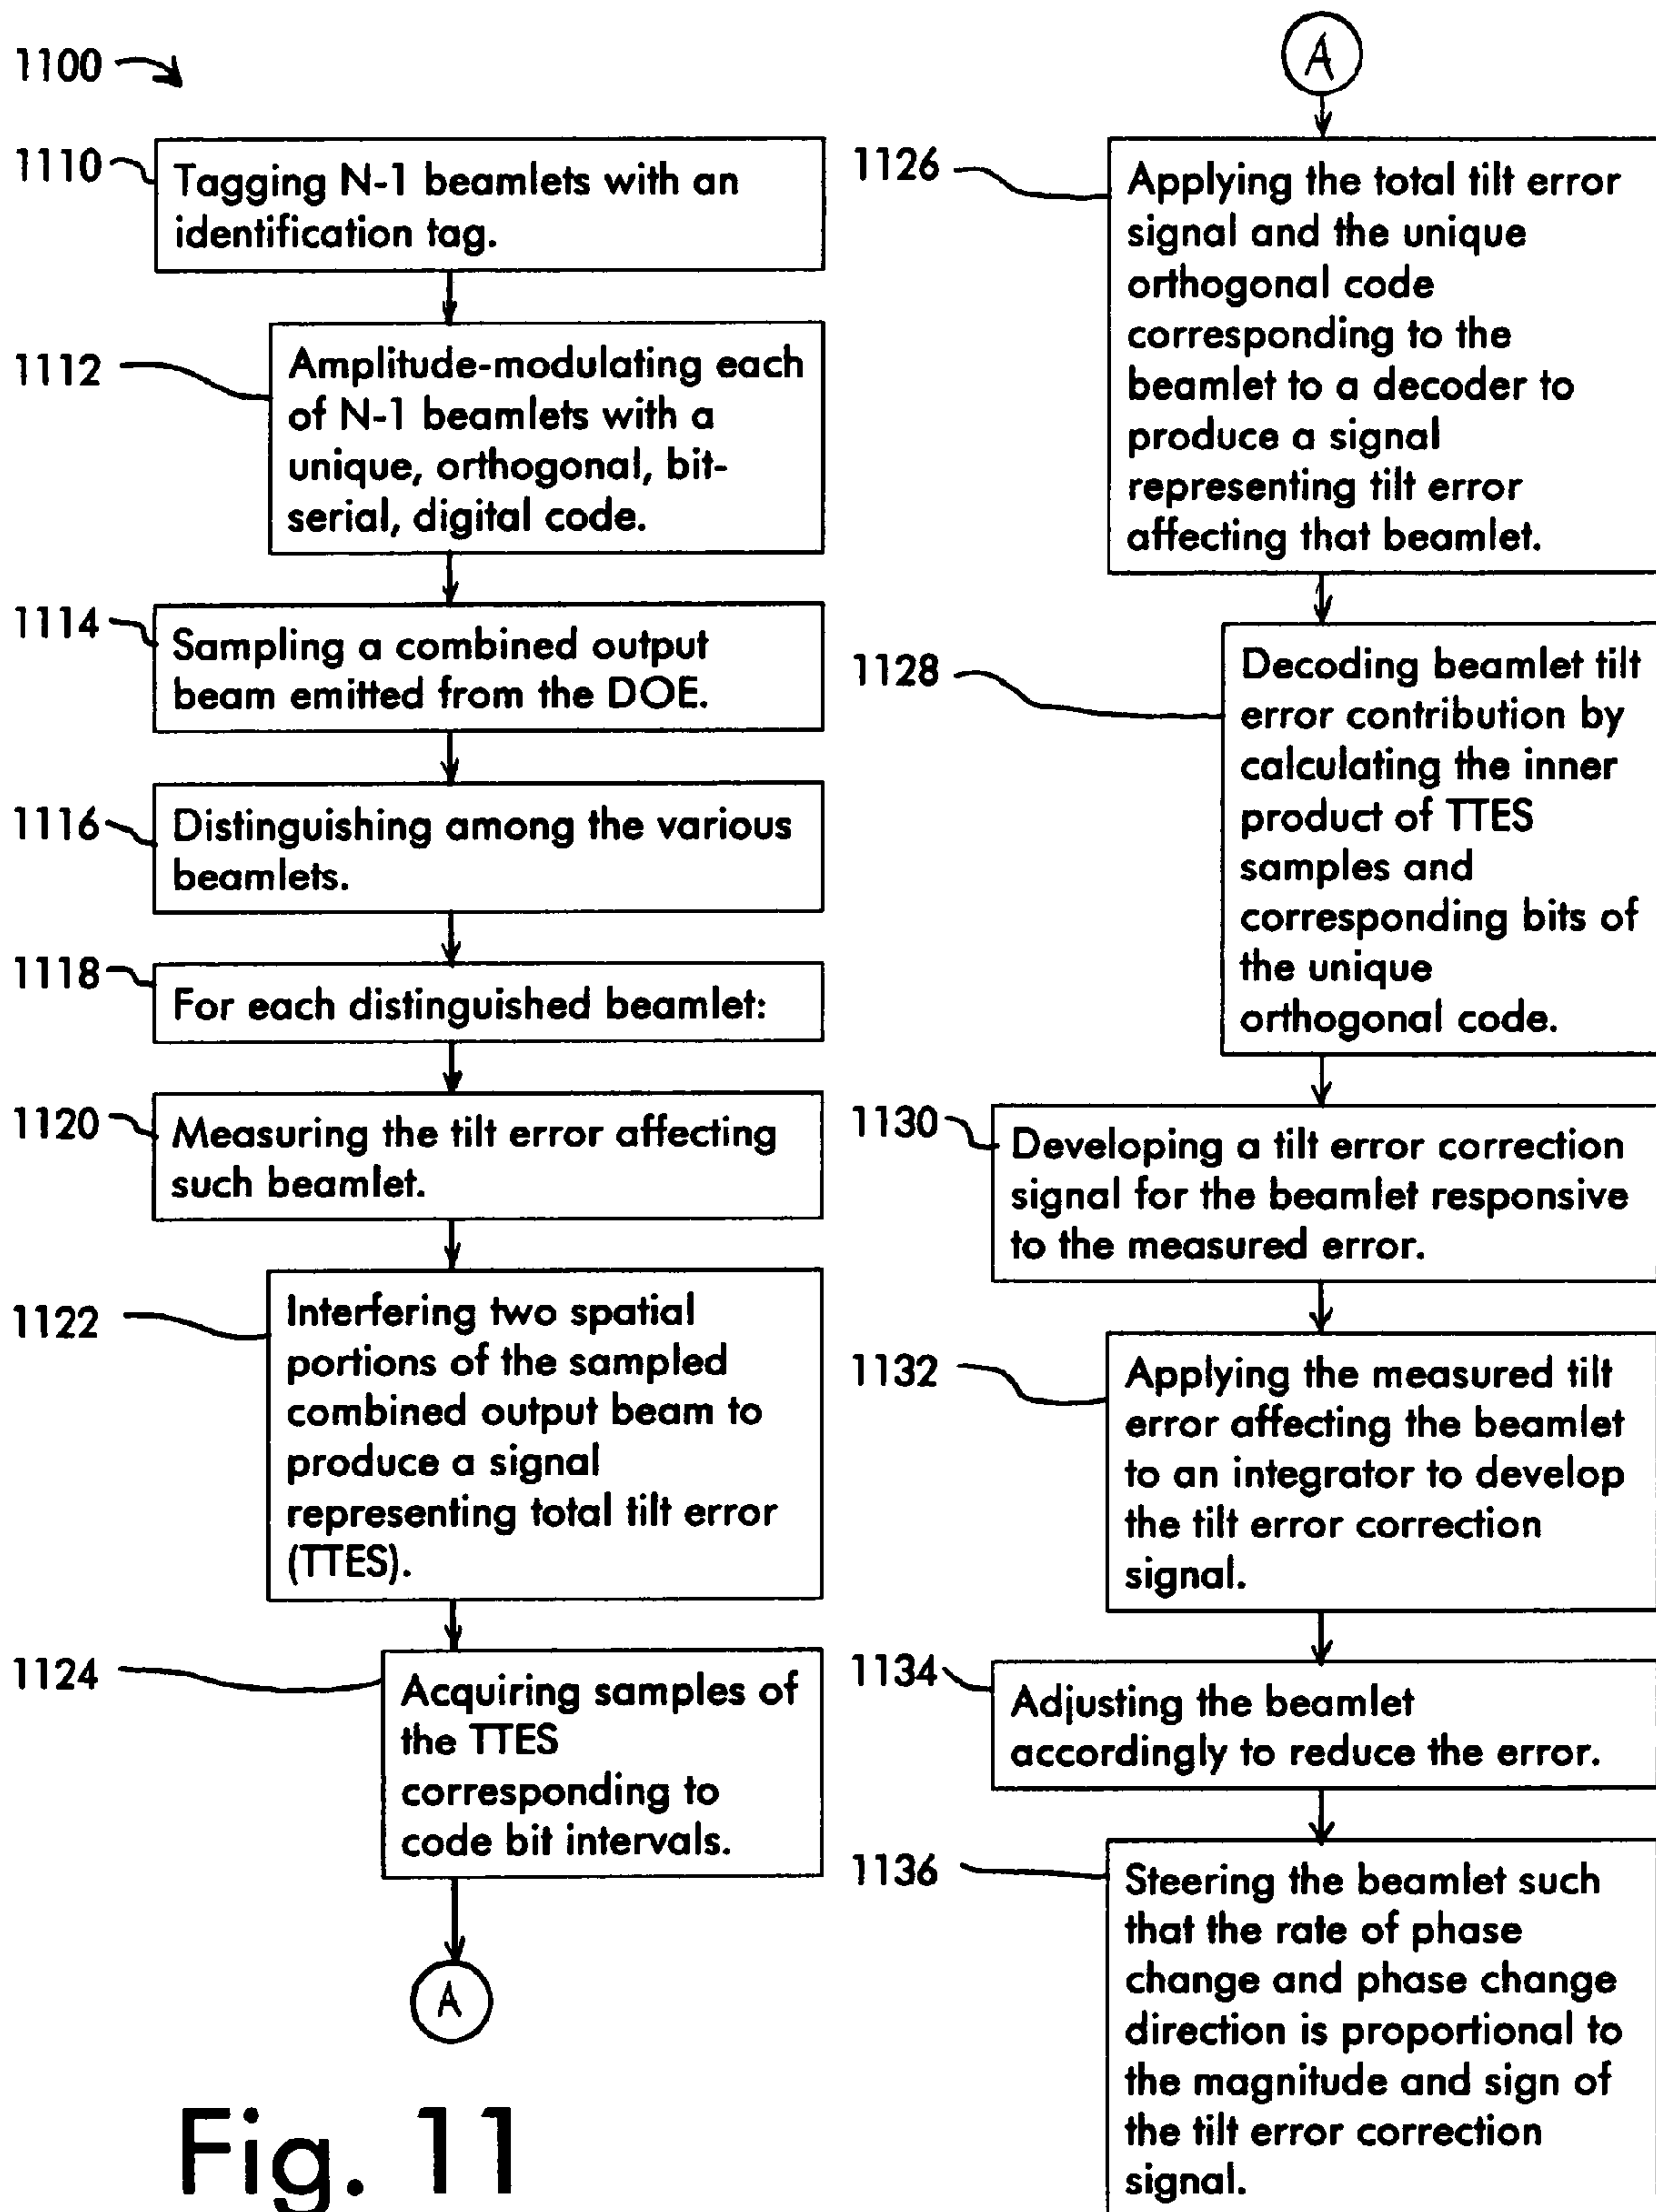 1100
1110
Tagging N-1 beamlets with an
identification tag.
1112
Amplitude-modulating each
of N-1 beamlets with a
unique, orthogonal, bit-
serial, digital code.
1114
Sampling a combined output
beam emitted from the DOE.
1116
Distinguishing among the various
beamlets.
1118
For each distinguished beamlet:
1120
Measuring the tilt error affecting
such beamlet.
1122
Interfering two spatial
portions of the sampled
combined output beam to
produce a signal
representing total tilt error
(TTES).
1124
Acquiring samples of
the TTES
corresponding to
code bit intervals.
A
Fig. 11
A
1126
Applying the total tilt error
signal and the unique
orthogonal code
corresponding to the
beamlet to a decoder to
produce a signal
representing tilt error
affecting that beamlet.
1128
Decoding beamlet tilt
error contribution by
calculating the inner
product of TTES
samples and
corresponding bits of
the unique
orthogonal code.
1130
Developing a tilt error correction
signal for the beamlet responsive
to the measured error.
1132
Applying the measured tilt
error affecting the beamlet
to an integrator to develop
the tilt error correction
signal.
1134
Adjusting the beamlet
accordingly to reduce the error.
1136
Steering the beamlet such
that the rate of phase
change and phase change
direction is proportional to
the magnitude and sign of
the tilt error correction
signal.